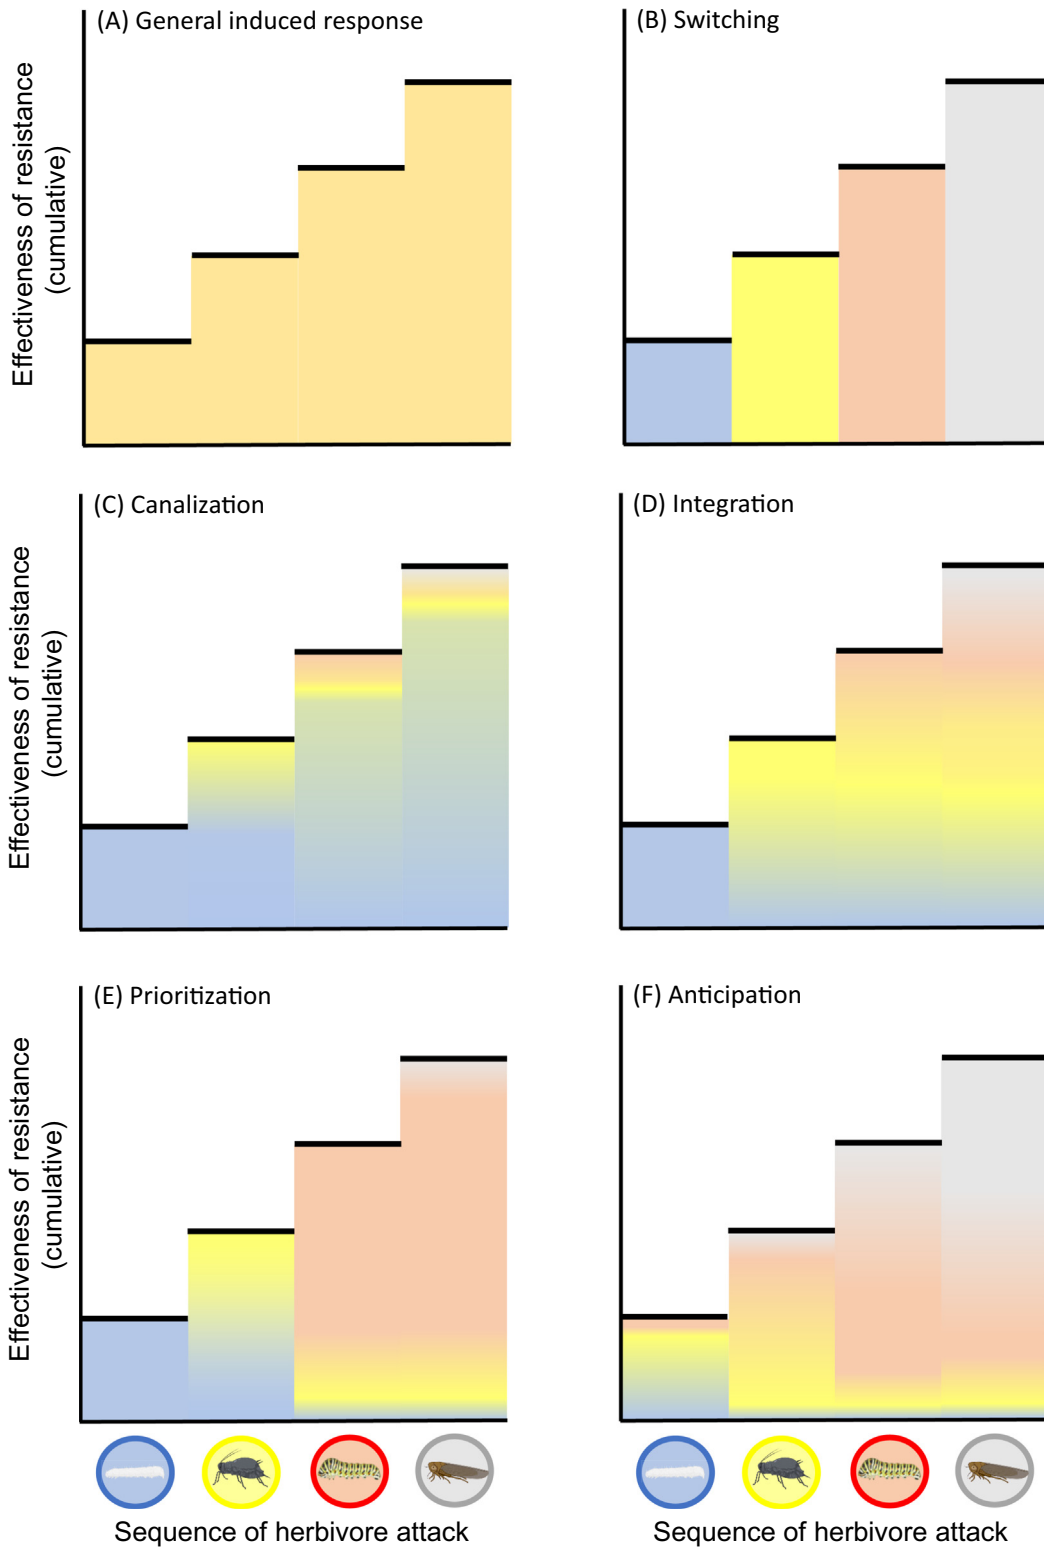 (A) General induced response
(B) Switching
Effectiveness of resistance
(cumulative)
(C) Canalization
(D) Integration
Effectiveness of resistance
(cumulative)
(E) Prioritization
(F) Anticipation
Effectiveness of resistance
(cumulative)
Sequence of herbivore attack
Sequence of herbivore attack